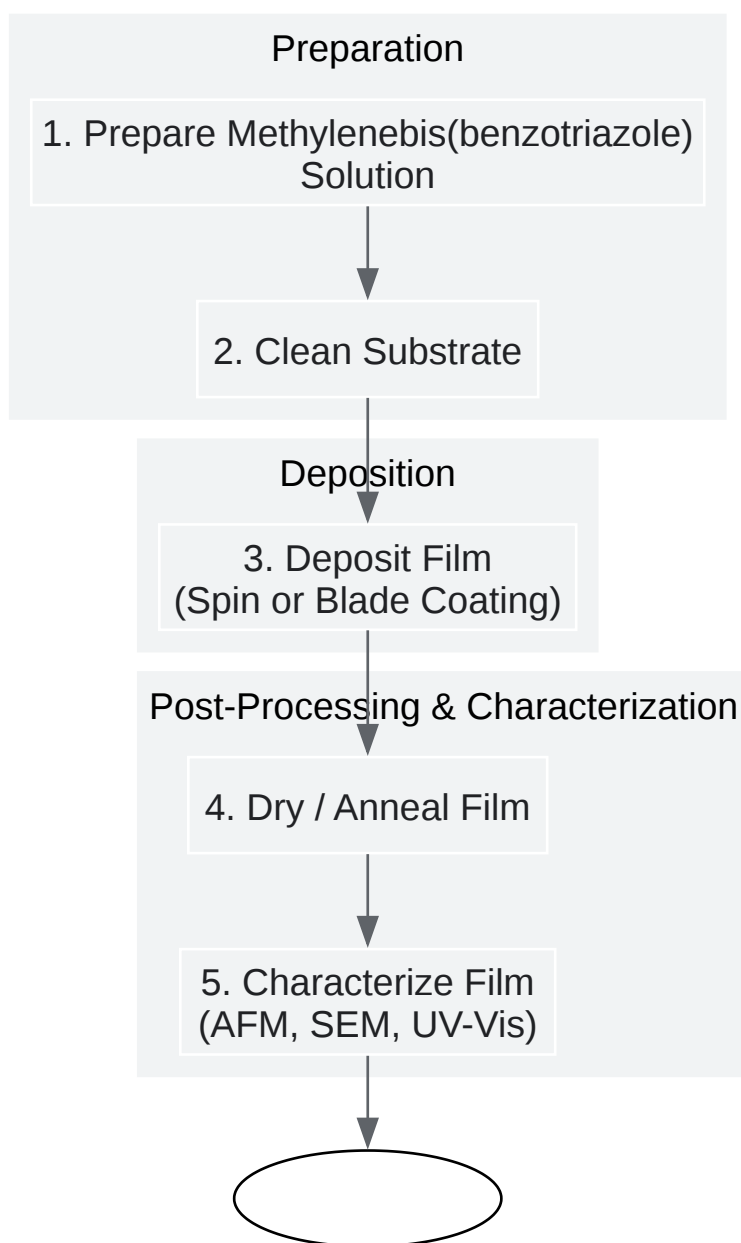 Preparation
1. Prepare Methylenebis(benzotriazole)
Solution
2. Clean Substrate
Deposition
3. Deposit Film
(Spin or Blade Coating)
Post-Processing & Characterization
4. Dry / Anneal Film
5. Characterize Film
(AFM, SEM, UV-Vis)